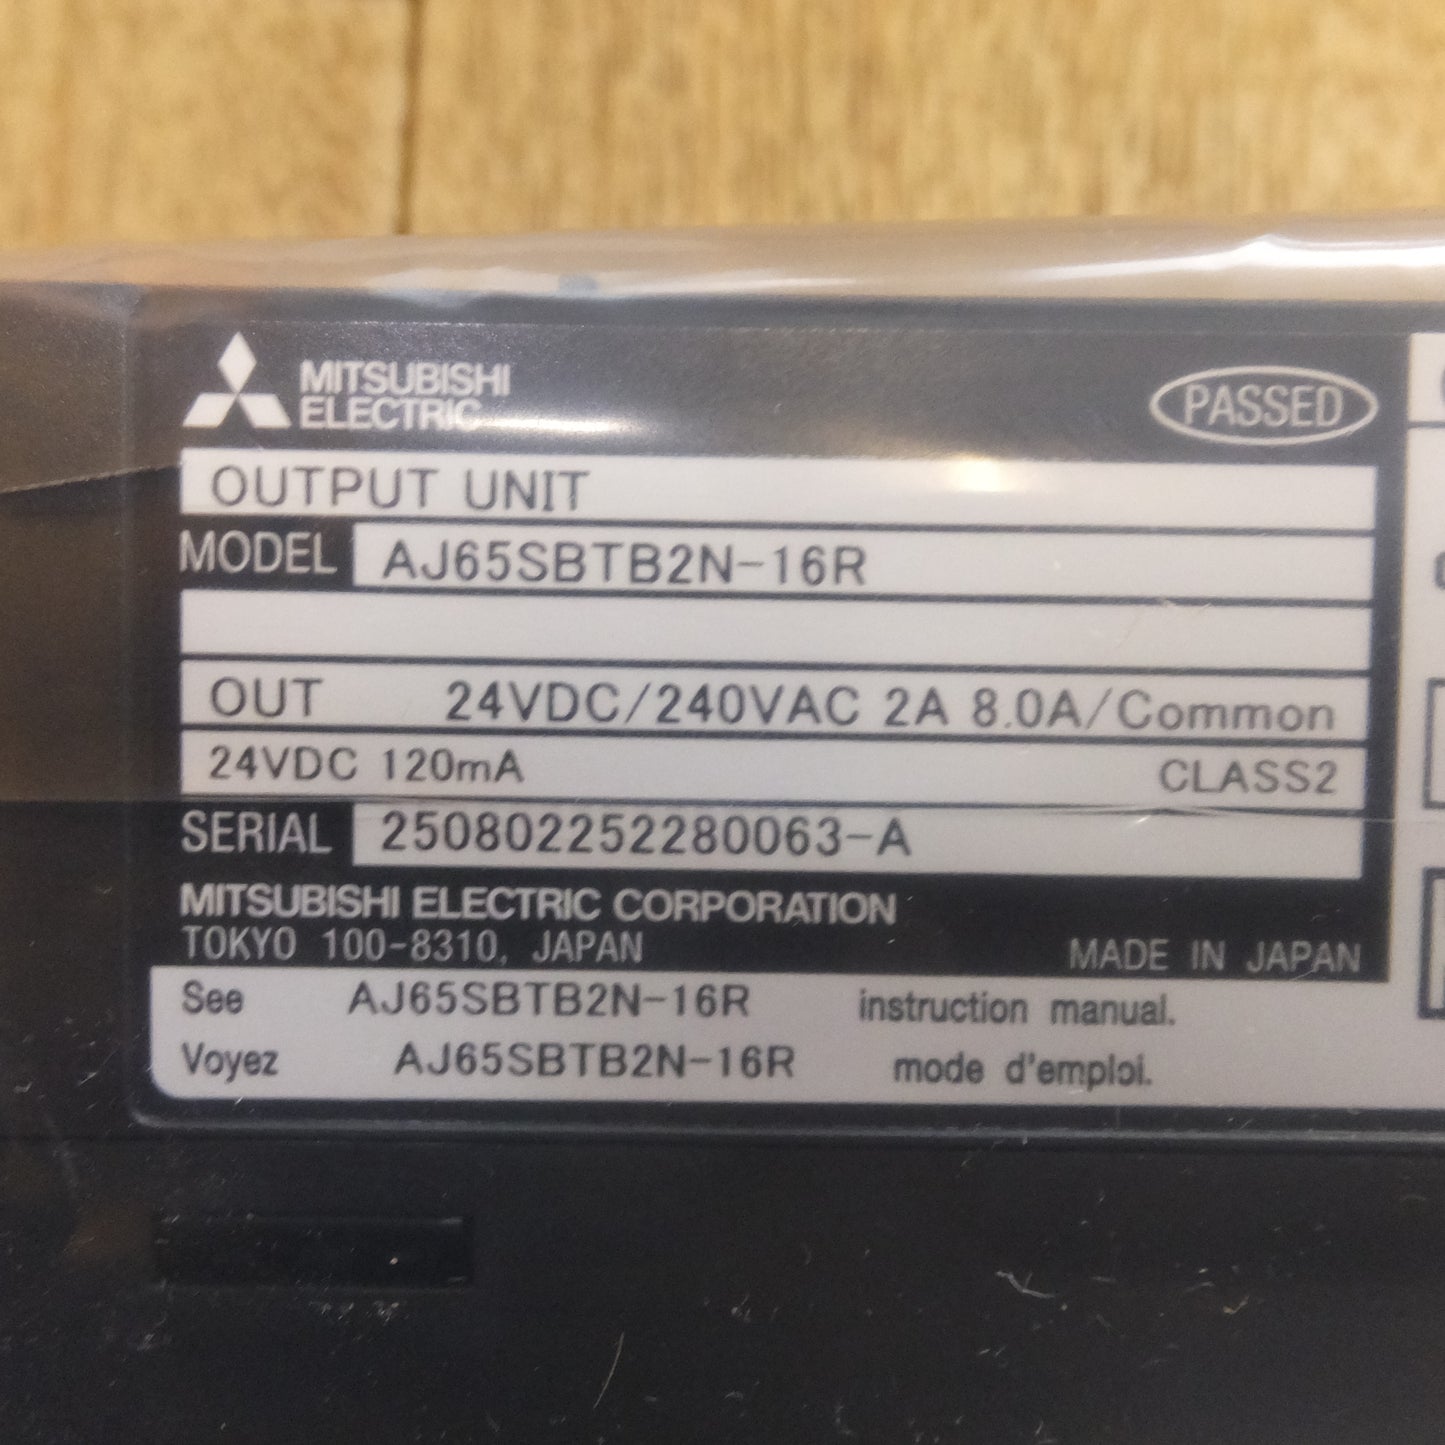 MITSUBISHI
ELECTRIC
PASSED
OUTPUT UNIT
MODEL AJ65SBTB2N-16R
OUT 24VDC/240VAC 2A 8.0A/Common
24VDC 120mA CLASS2
SERIAL 250802252280063-A
MITSUBISHI ELECTRIC CORPORATION
TOKYO 100-8310, JAPAN MADE IN JAPAN
See AJ65SBTB2N-16R instruction manual.
Voyez AJ65SBTB2N-16R mode d'emploi.